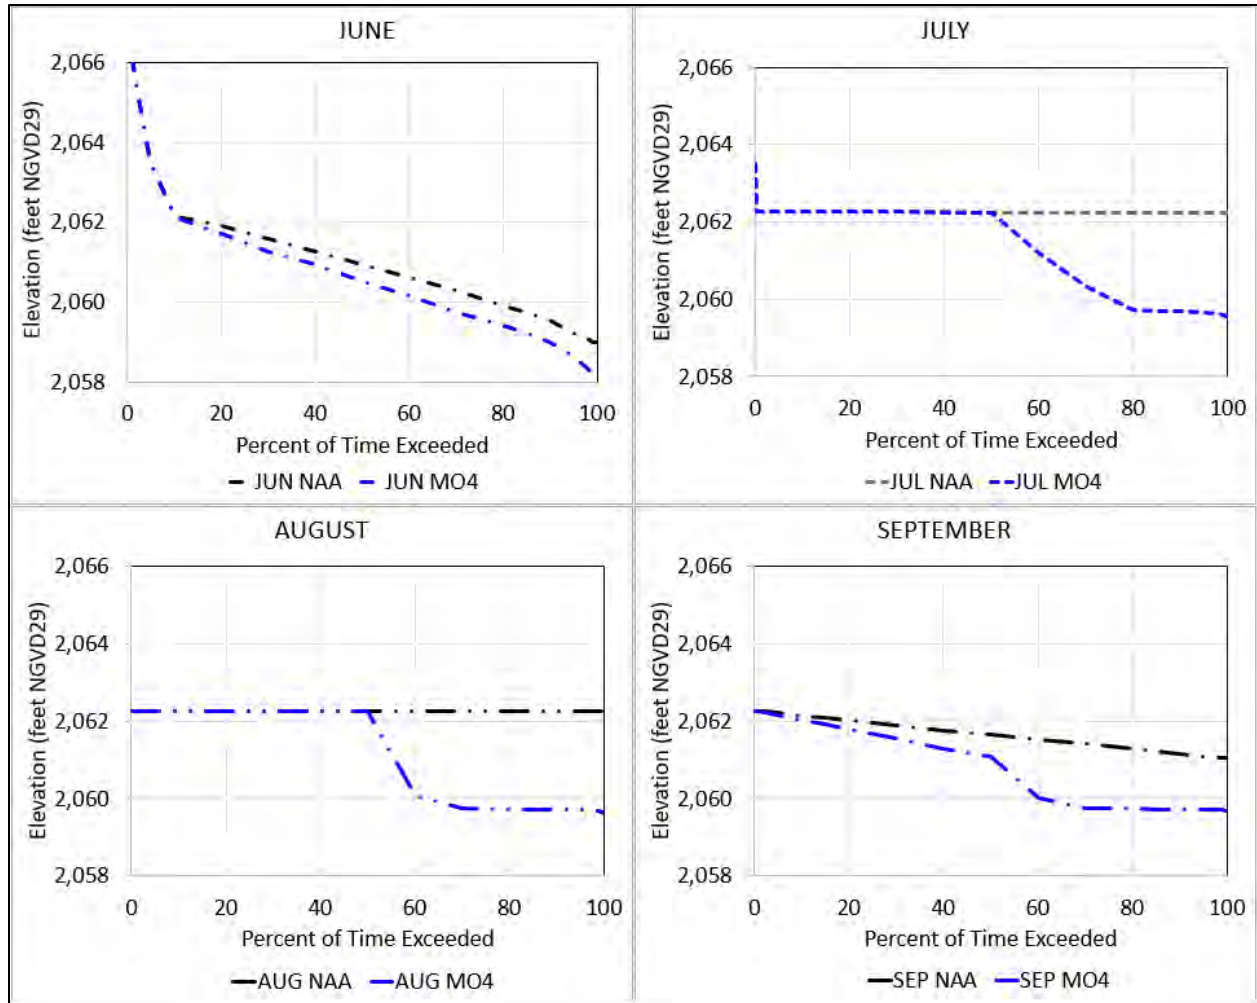 JUNE
Elevation (feet NGVD29)
2,066
2,064
2,062
2,060
2,058
0 20 40 60 80 100
Percent of Time Exceeded
JUN NAA JUN MO4
JULY
Elevation (feet NGVD29)
2,066
2,064
2,062
2,060
2,058
0 20 40 60 80 100
Percent of Time Exceeded
JUL NAA JUL MO4
AUGUST
Elevation (feet NGVD29)
2,066
2,064
2,062
2,060
2,058
0 20 40 60 80 100
Percent of Time Exceeded
AUG NAA AUG MO4
SEPTEMBER
Elevation (feet NGVD29)
2,066
2,064
2,062
2,060
2,058
0 20 40 60 80 100
Percent of Time Exceeded
SEP NAA SEP MO4